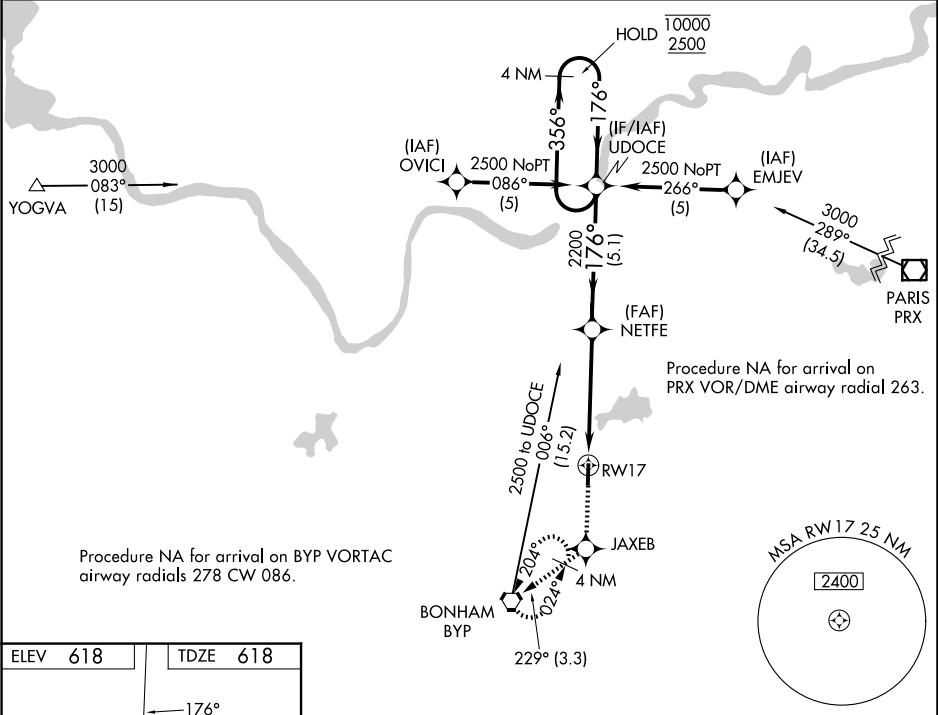 HOLD 10000
2500
4 NM
356°
176°
(IF/IAF)
UDOCE
(IAF)
OVICI
2500 NoPT
086°
(5)
2500 NoPT
266°
(5)
(IAF)
EMJEV
3000
083°
(15)
YOGVA
3000
289°
(34.5)
PARIS
PRX
2200
176°
(5.1)
(FAF)
NETFE
Procedure NA for arrival on
PRX VOR/DME airway radial 263.
2500 to UDOCE
006°
(15.2)
RW17
JAXEB
204°
4 NM
024°
BONHAM
BYP
229° (3.3)
Procedure NA for arrival on BYP VORTAC
airway radials 278 CW 086.
MSA RW17 25 NM
2400
ELEV 618
TDZE 618
176°